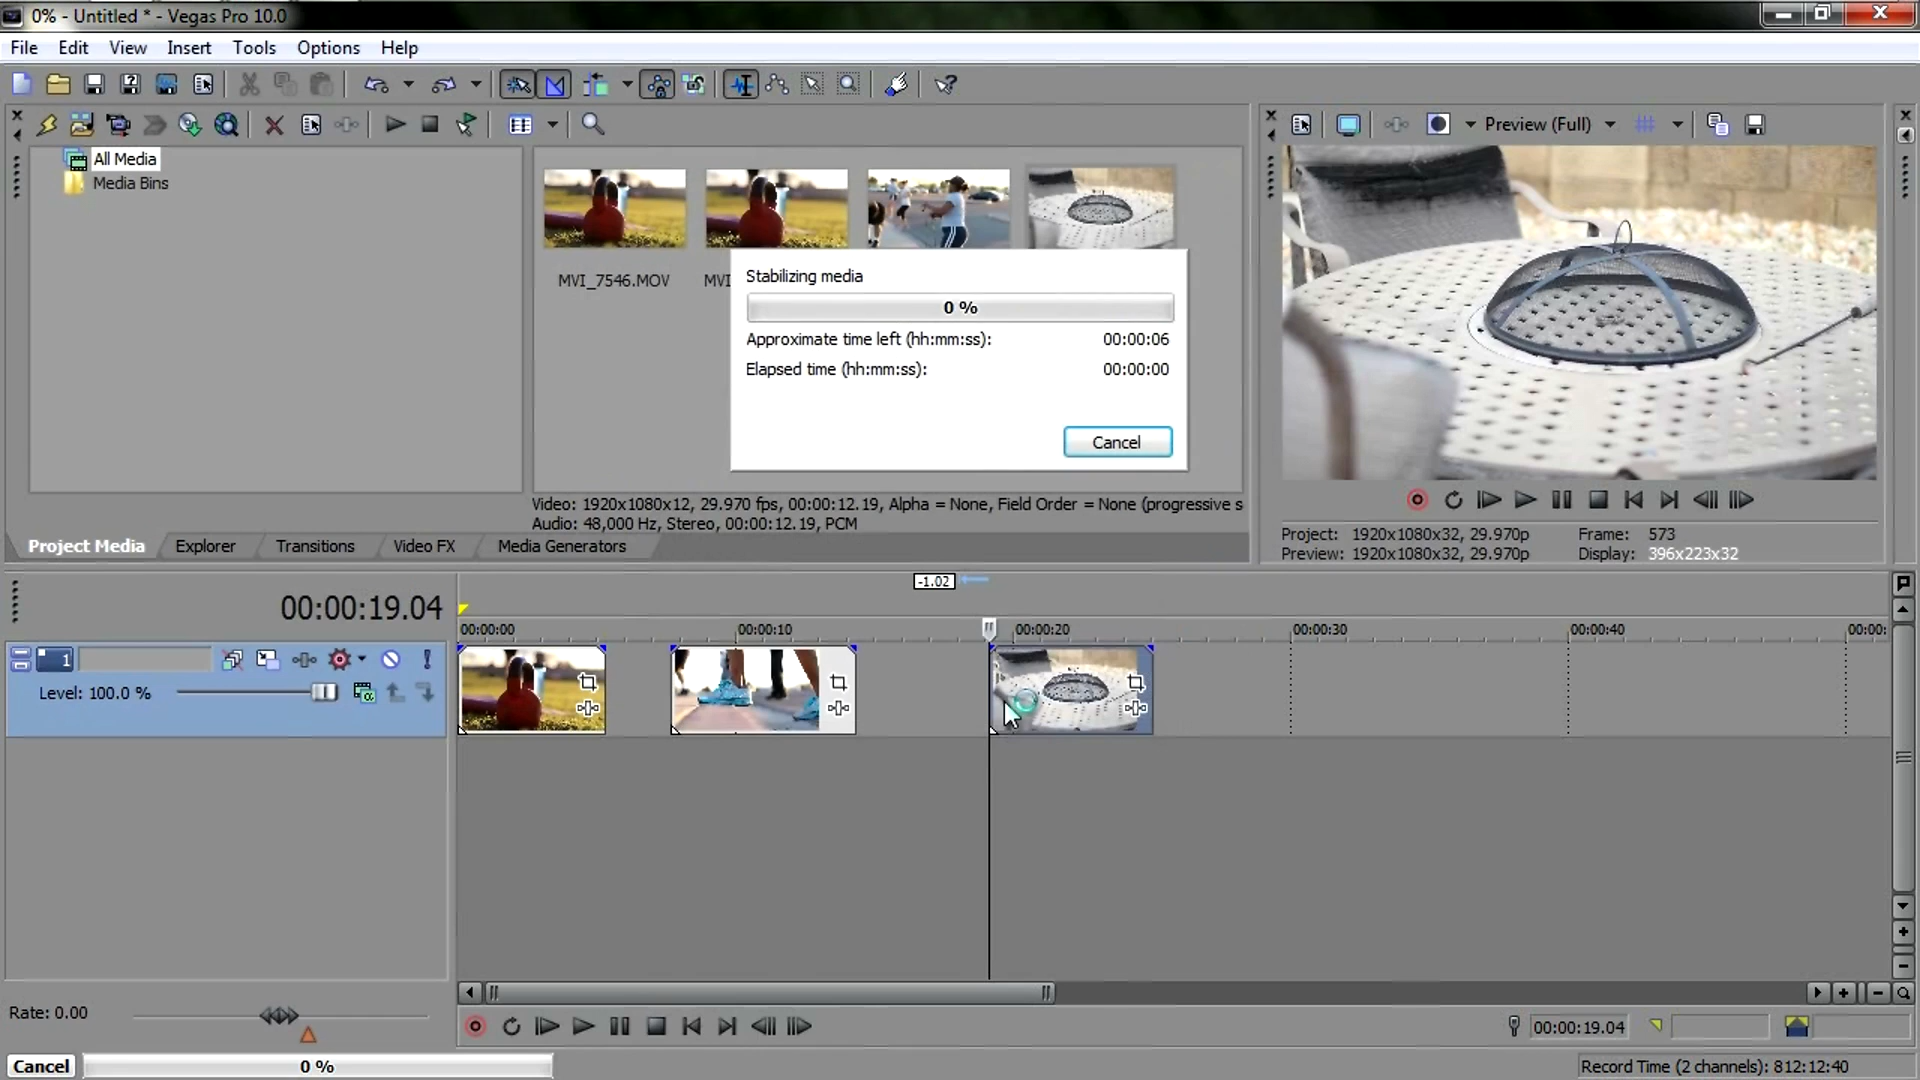 0% - Untitled * - Vegas Pro 10.0
File Edit View Insert Tools Options Help
Preview (Full)
All Media
Media Bins
MVI_7546.MOV
MVI
Stabilizing media
0 %
Approximate time left (hh:mm:ss): 00:00:06
Elapsed time (hh:mm:ss): 00:00:00
Cancel
Video: 1920x1080x12, 29.970 fps, 00:00:12.19, Alpha = None, Field Order = None (progressive s
Audio: 48,000 Hz, Stereo, 00:00:12.19, PCM
Project Media Explorer Transitions Video FX Media Generators
Project: 1920x1080x32, 29.970p Frame: 573
Preview: 1920x1080x32, 29.970p Display: 396x223x32
-1.02
00:00:19.04
00:00:00 00:00:10 00:00:20 00:00:30 00:00:40 00:00:
1
Level: 100.0 %
Rate: 0.00
00:00:19.04
Cancel 0 %
Record Time (2 channels): 812:12:40